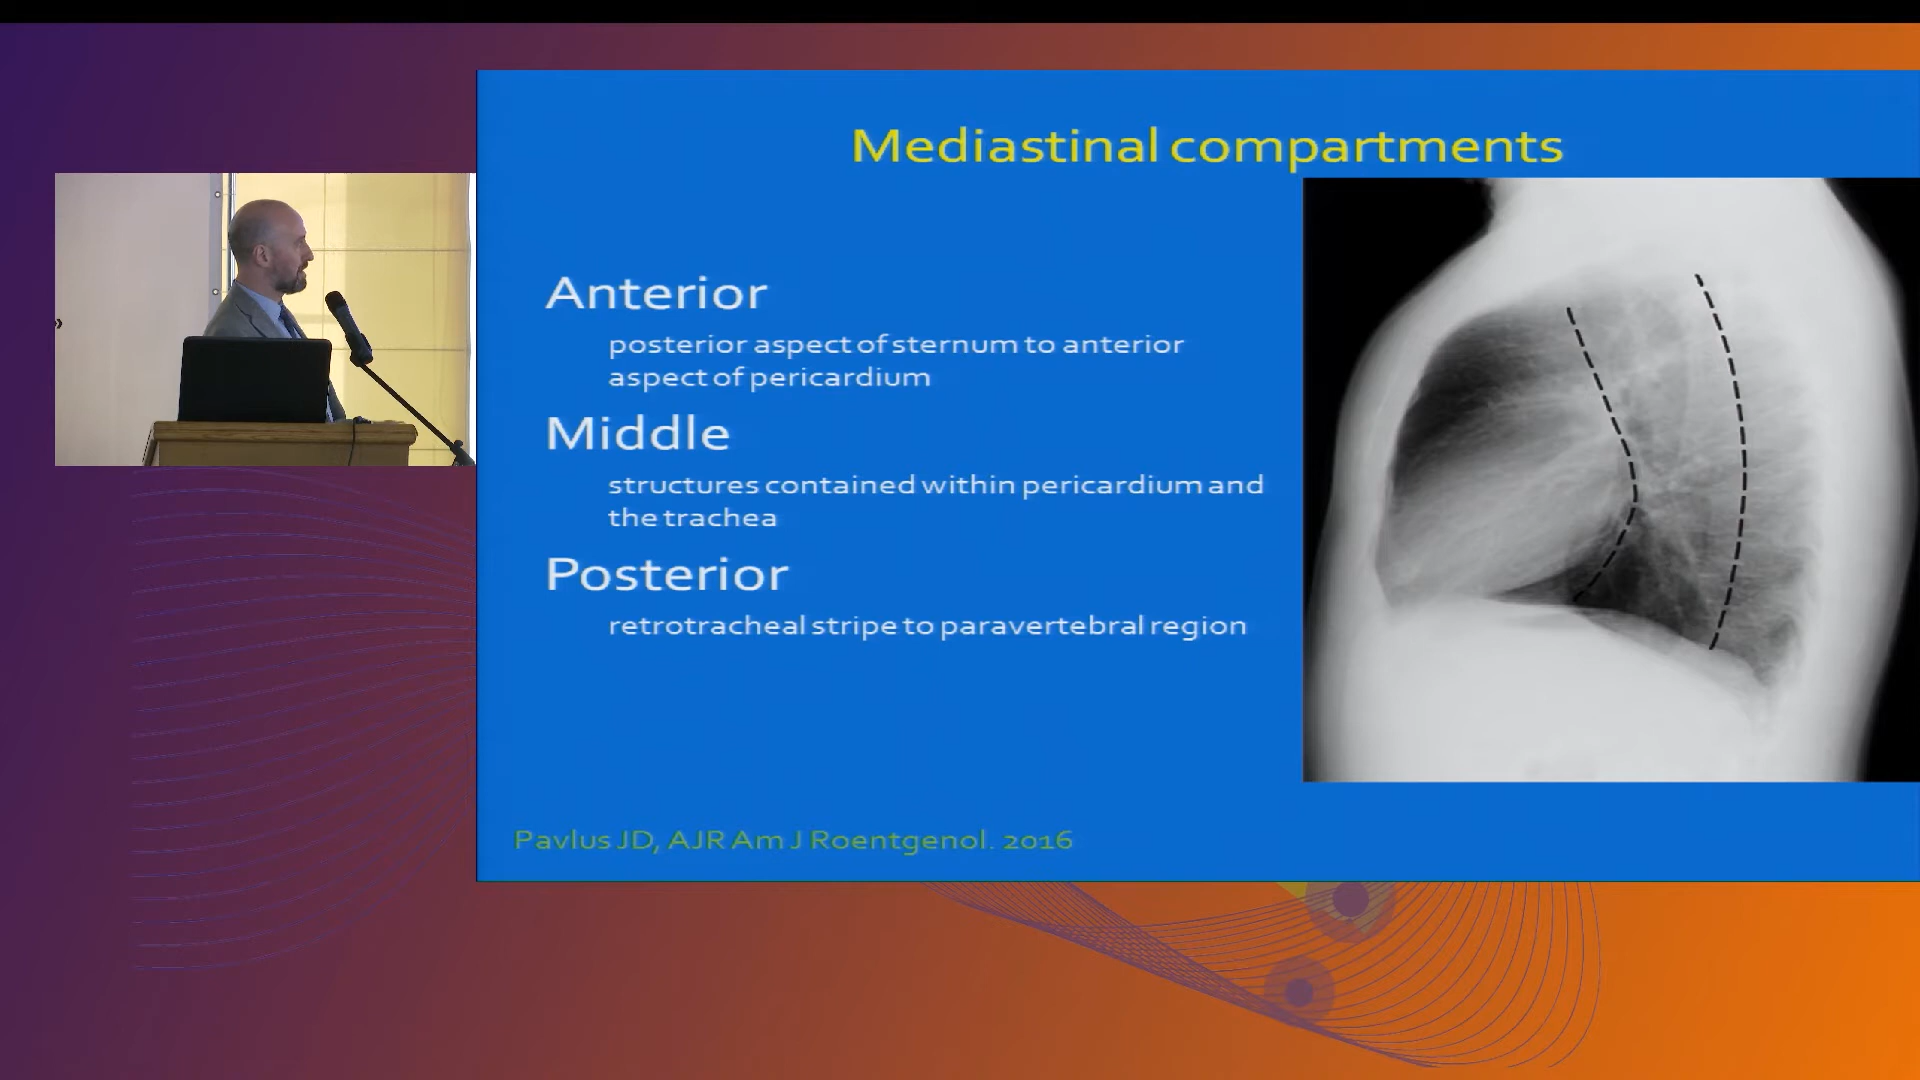 Mediastinal compartments
Anterior
posterior aspect of sternum to anterior
aspect of pericardium
Middle
structures contained within pericardium and
the trachea
Posterior
retrotracheal stripe to paravertebral region
Pavlus JD, AJR Am J Roentgenol. 2016